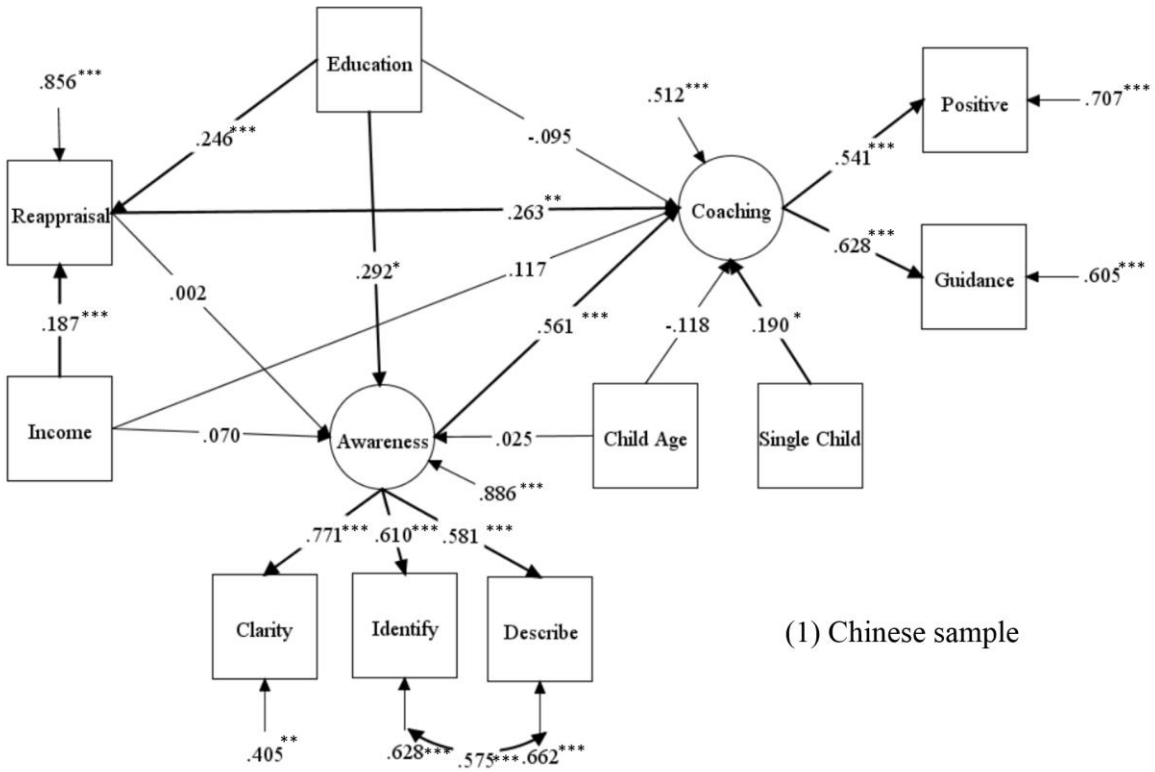 Education
.856***
.512***
Positive
.707***
.246***
-.095
.541***
Reappraisal
.263**
Coaching
.628***
.292*
.117
Guidance
.605***
.002
.187***
.561 ***
-.118
.190 *
Income
.070
Awareness
.025
Child Age
Single Child
.886***
.771***
.610***
.581 ***
Clarity
Identify
Describe
(1) Chinese sample
.405**
.628***
.575***
.662***